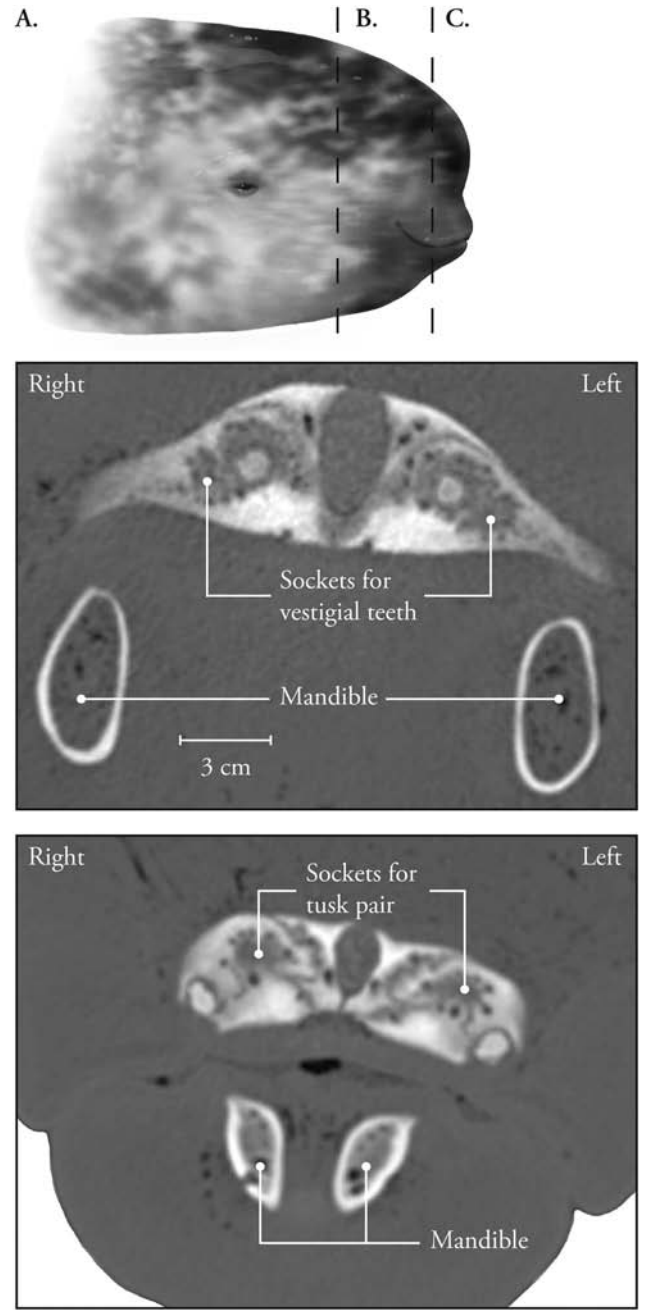 A.
B.
C.
Right
Left
Sockets for
vestigial teeth
Mandible
3 cm
Right
Left
Sockets for
tusk pair
Mandible